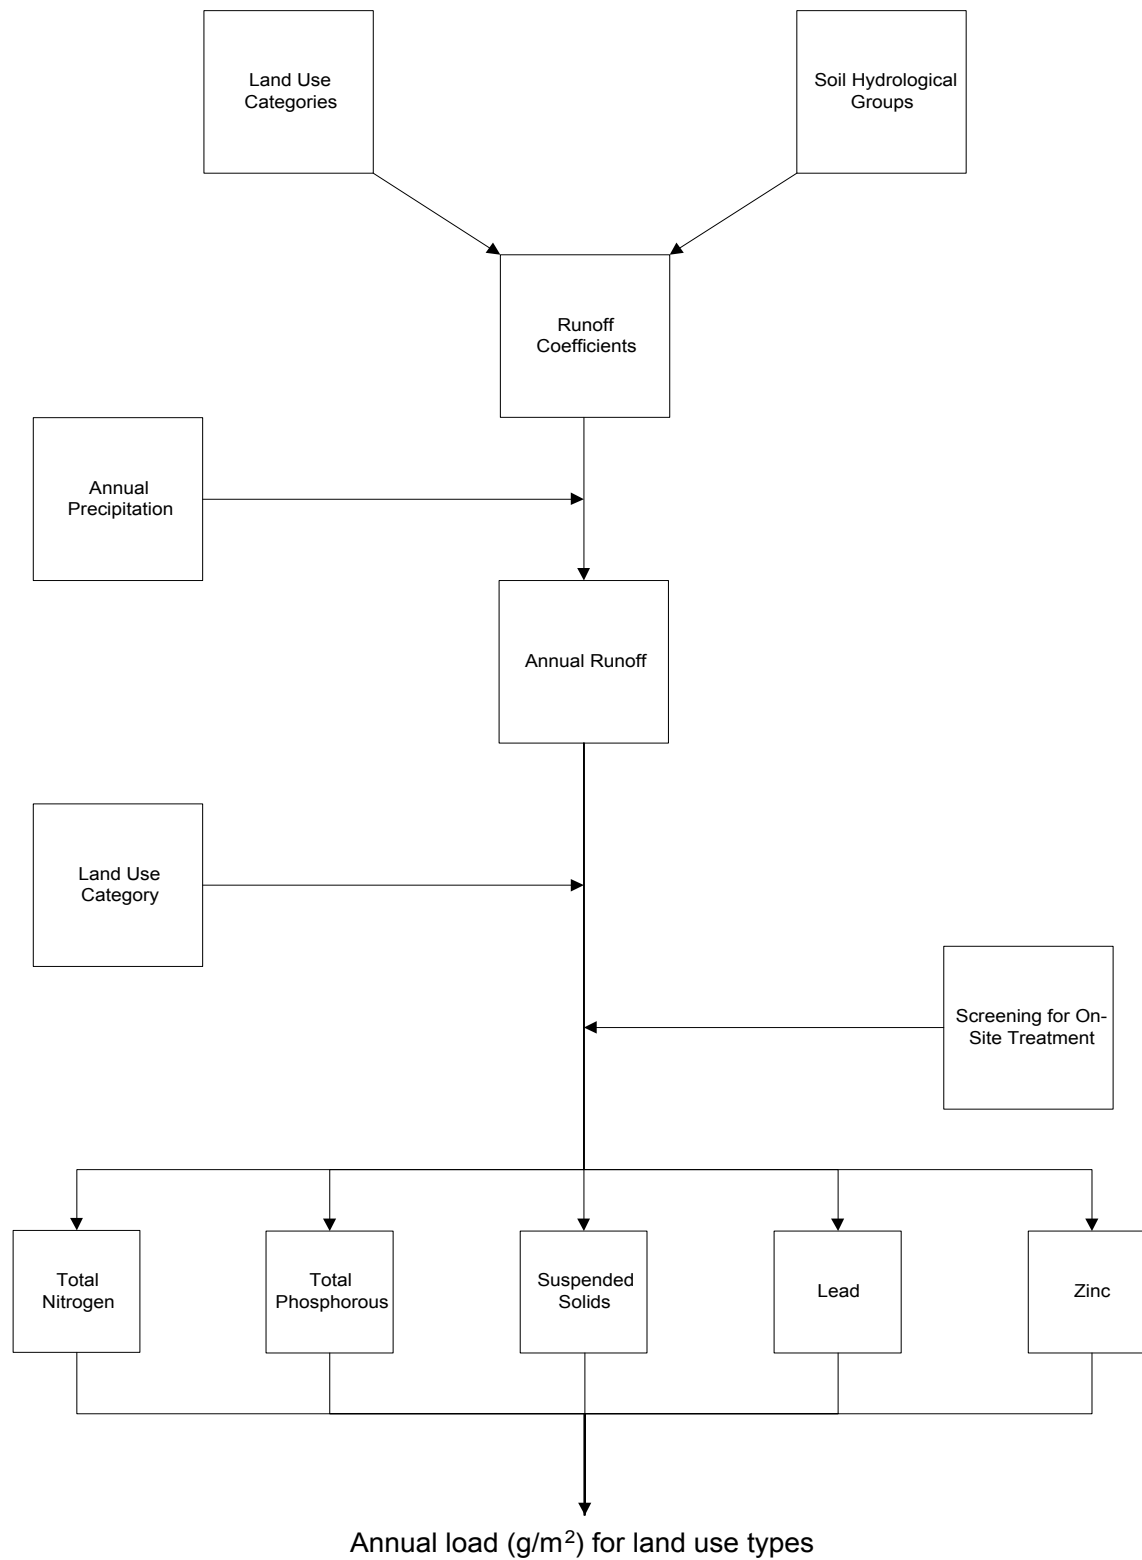 Land Use
Categories
Soil Hydrological
Groups
Runoff
Coefficients
Annual
Precipitation
Annual Runoff
Land Use
Category
Screening for On-
Site Treatment
Total
Nitrogen
Total
Phosphorous
Suspended
Solids
Lead
Zinc
Annual load (g/m²) for land use types